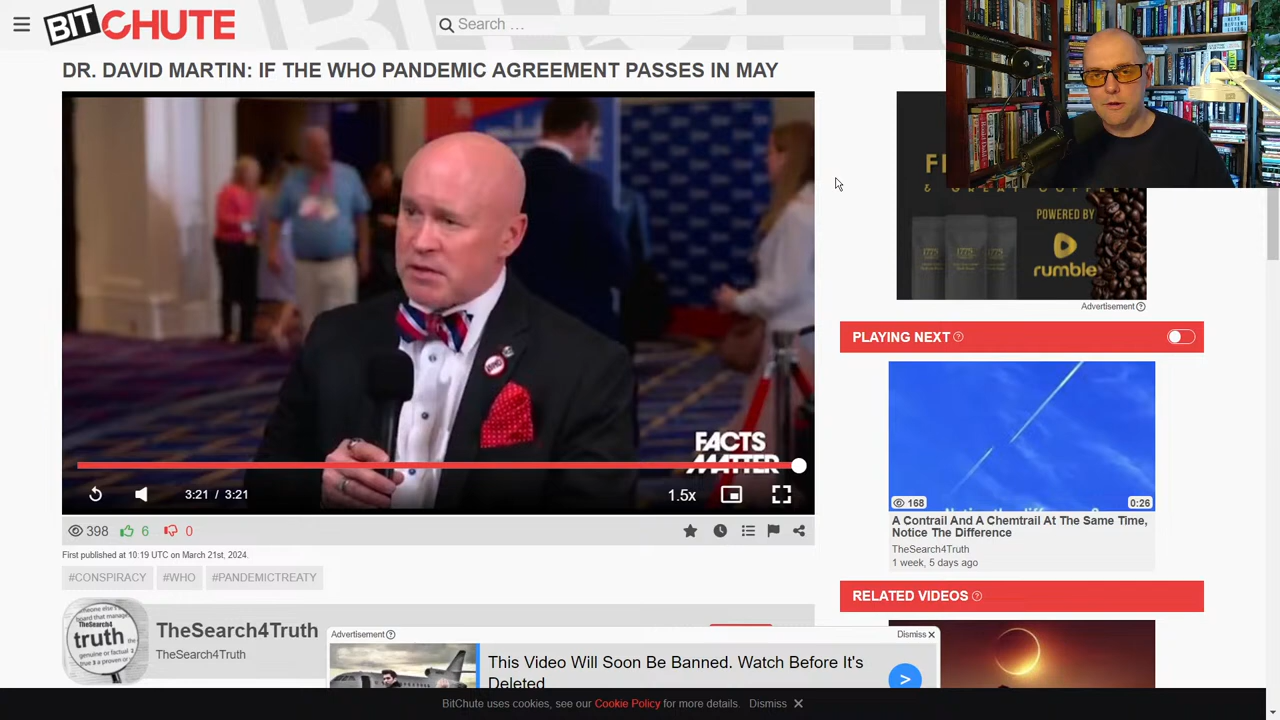 BITCHUTE
Search …
DR. DAVID MARTIN: IF THE WHO PANDEMIC AGREEMENT PASSES IN MAY
& GREAT COFFEE
POWERED BY
rumble
Advertisement
FACTS
MATTER
3:21 / 3:21
1.5x
398
6
0
First published at 10:19 UTC on March 21st, 2024.
#CONSPIRACY
#WHO
#PANDEMICTREATY
truth
TheSearch4Truth
TheSearch4Truth
PLAYING NEXT
168
0:26
A Contrail And A Chemtrail At The Same Time,
Notice The Difference
TheSearch4Truth
1 week, 5 days ago
RELATED VIDEOS
Advertisement
Dismiss
This Video Will Soon Be Banned. Watch Before It's
Deleted
BitChute uses cookies, see our Cookie Policy for more details.
Dismiss